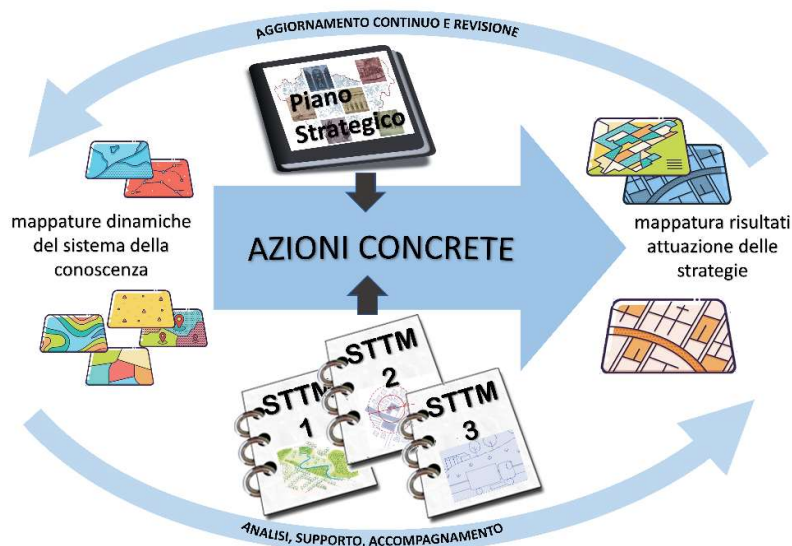 AGGIORNAMENTO CONTINUO E REVISIONE
Piano
Strategico
mappature dinamiche
del sistema della
conoscenza
AZIONI CONCRETE
mappatura risultati
attuazione delle
strategie
STTM
1
STTM
2
STTM
3
ANALISI, SUPPORTO, ACCOMPAGNAMENTO